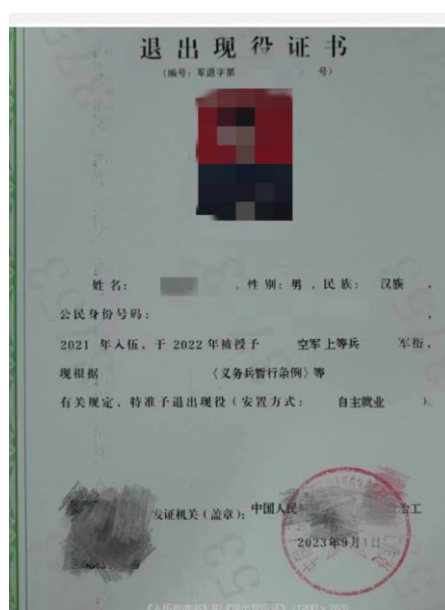 退出现役证书
（编号：军退字第 号）
姓名： ，性别：男，民族： 汉族 ，
公民身份号码： ，
2021 年入伍，于 2022 年被授予 空军上等兵 军衔，
现根据 《义务兵暂行条例》等
有关规定，特准予退出现役（安置方式： 自主就业 ）。
发证机关（盖章）：中国人民 治工
2023年9月1日